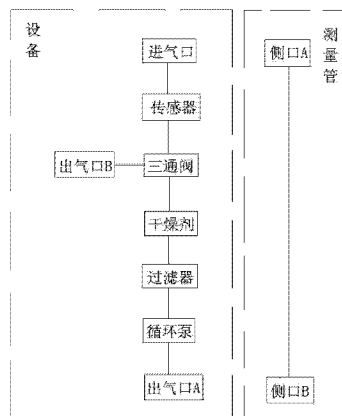 设备
进气口
传感器
出气口B
三通阀
干燥剂
过滤器
循环泵
出气口A
测量管
侧口A
侧口B